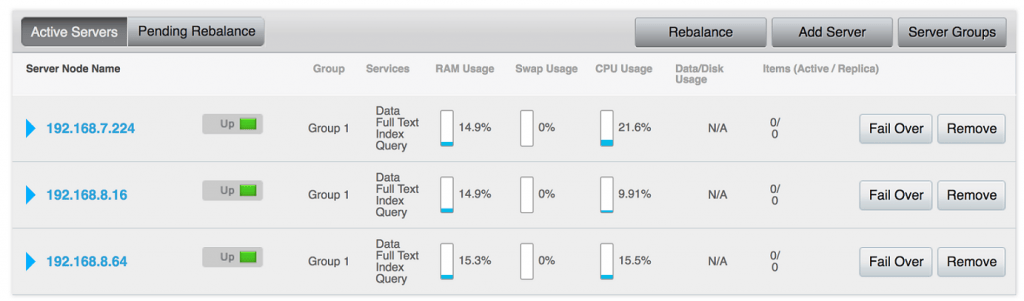 Active Servers Pending Rebalance Rebalance Add Server Server Groups
Server Node Name Group Services RAM Usage Swap Usage CPU Usage Data/Disk Usage Items (Active / Replica)
192.168.7.224 Up Group 1 Data Full Text Index Query 14.9% 0% 21.6% N/A 0/ 0 Fail Over Remove
192.168.8.16 Up Group 1 Data Full Text Index Query 14.9% 0% 9.91% N/A 0/ 0 Fail Over Remove
192.168.8.64 Up Group 1 Data Full Text Index Query 15.3% 0% 15.5% N/A 0/ 0 Fail Over Remove